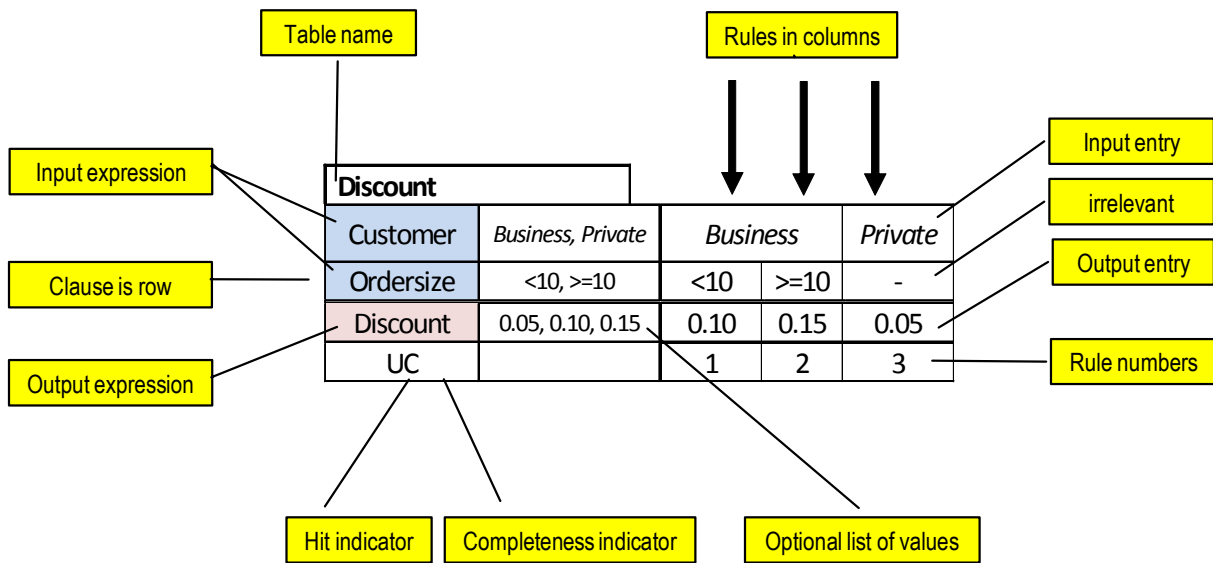 Table name
Rules in columns
Input expression
Input entry
Discount
irrelevant
Customer
Business, Private
Business
Private
Clause is row
Ordersize
<10, >=10
<10
>=10
-
Output entry
Discount
0.05, 0.10, 0.15
0.10
0.15
0.05
Output expression
UC
1
2
3
Rule numbers
Hit indicator
Completeness indicator
Optional list of values